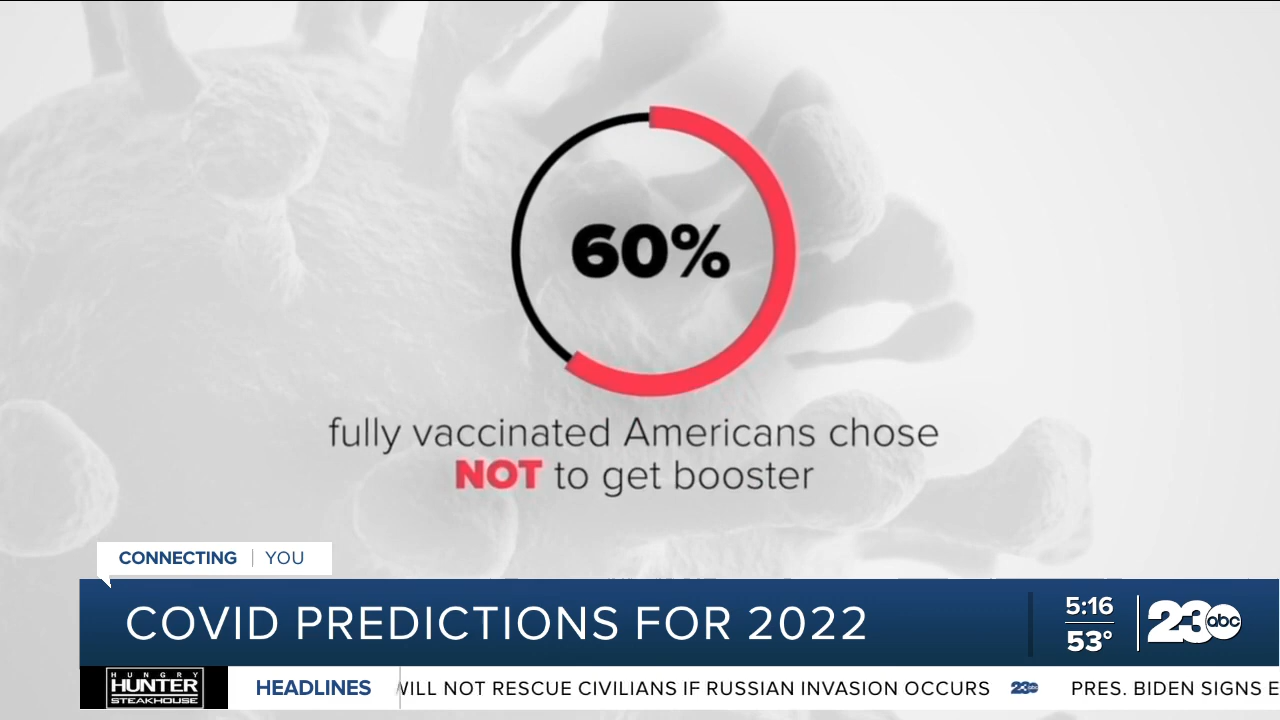 60%
fully vaccinated Americans chose
NOT to get booster
CONNECTING | YOU
COVID PREDICTIONS FOR 2022
5:16
53°
23 abc
HUNGRY
HUNTER
STEAKHOUSE
HEADLINES
WILL NOT RESCUE CIVILIANS IF RUSSIAN INVASION OCCURS 23abc PRES. BIDEN SIGNS E